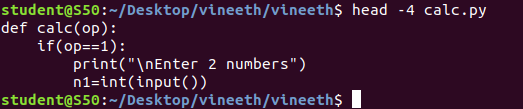 student@S50:~/Desktop/vineeth/vineeth$ head -4 calc.py
def calc(op):
    if(op==1):
        print("\nEnter 2 numbers")
        n1=int(input())
student@S50:~/Desktop/vineeth/vineeth$